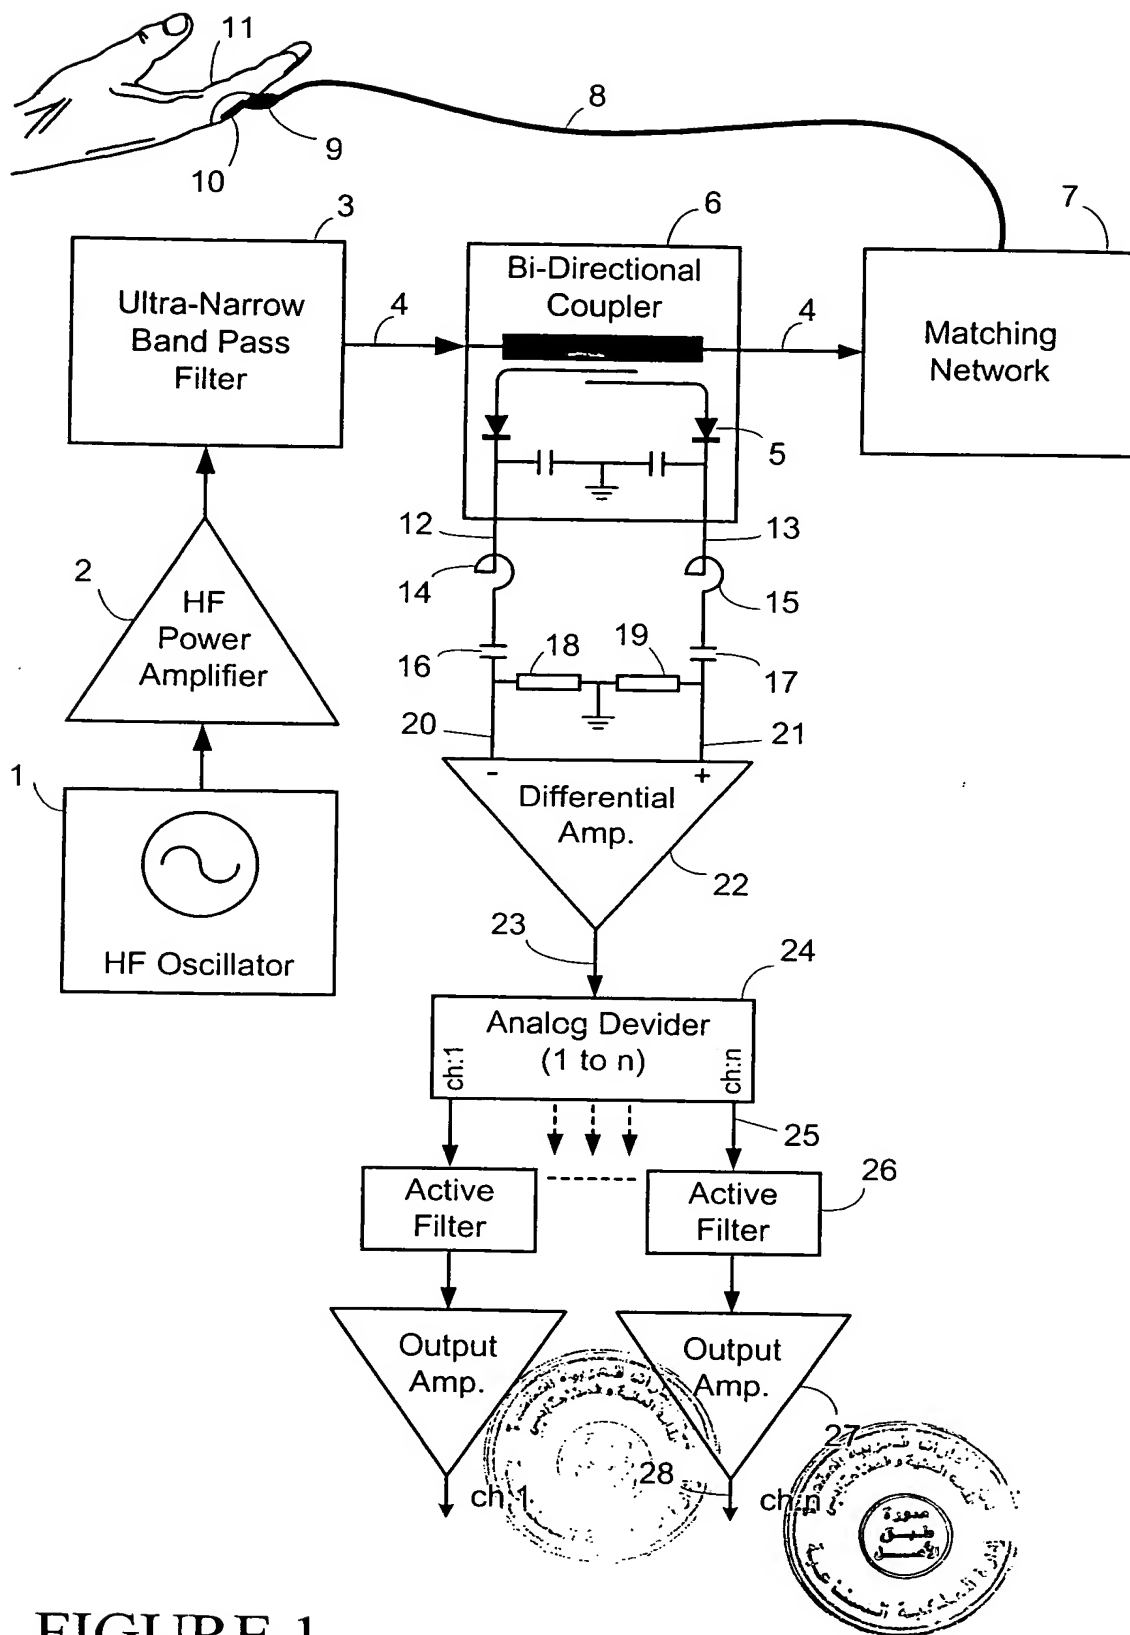 11
8
9
10
3
6
7
Ultra-Narrow
Band Pass
Filter
4
Bi-Directional
Coupler
4
Matching
Network
5
12
13
14
15
2
HF
Power
Amplifier
16
18
19
17
20
21
1
-
+
Differential
Amp.
22
HF Oscillator
23
24
Analog Devider
(1 to n)
ch:1
ch:n
25
Active
Filter
Active
Filter
26
Output
Amp.
Output
Amp.
27
28
ch:1
ch:n
صورة
طبق
الأصل
FIGURE 1